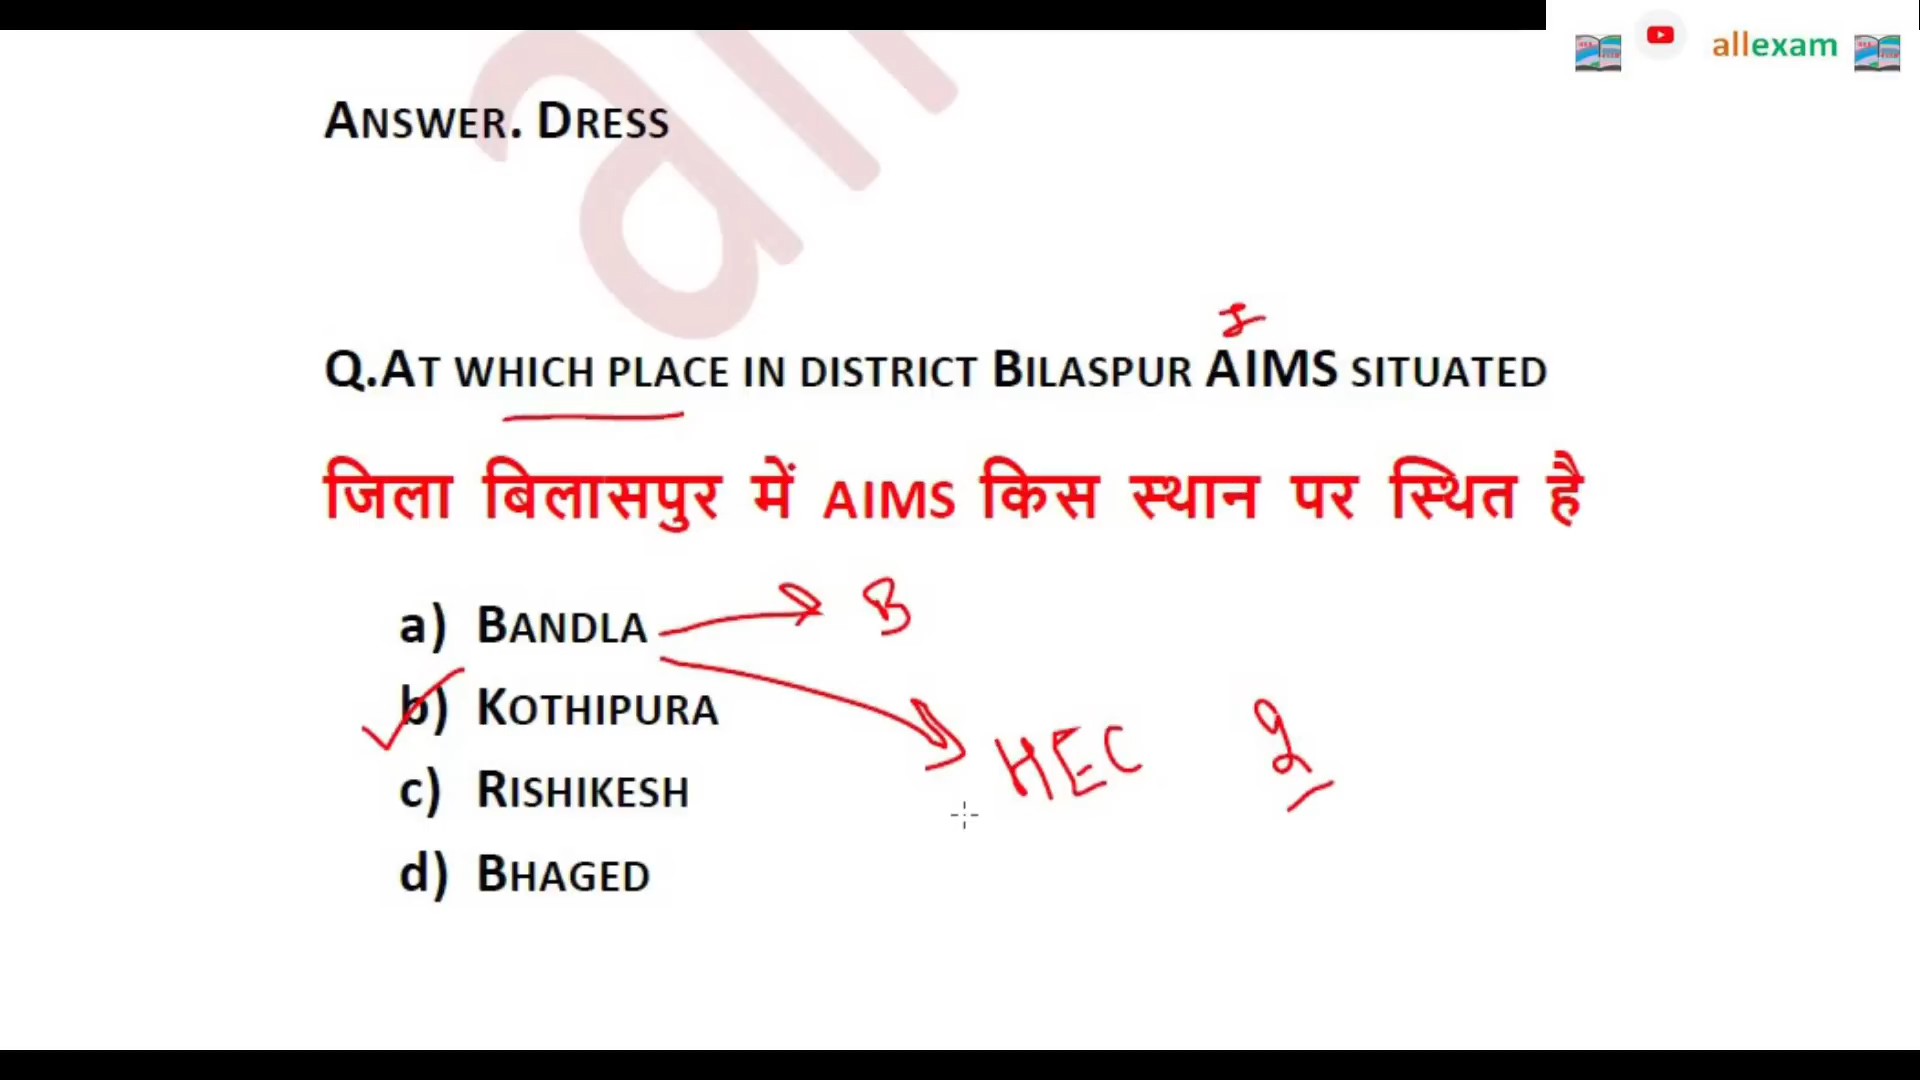 allexam
ANSWER. DRESS
I
Q.AT WHICH PLACE IN DISTRICT BILASPUR AIMS SITUATED
जिला बिलासपुर में AIMS किस स्थान पर स्थित है
a) BANDLA B
b) KOTHIPURA
HEC
c) RISHIKESH
d) BHAGED